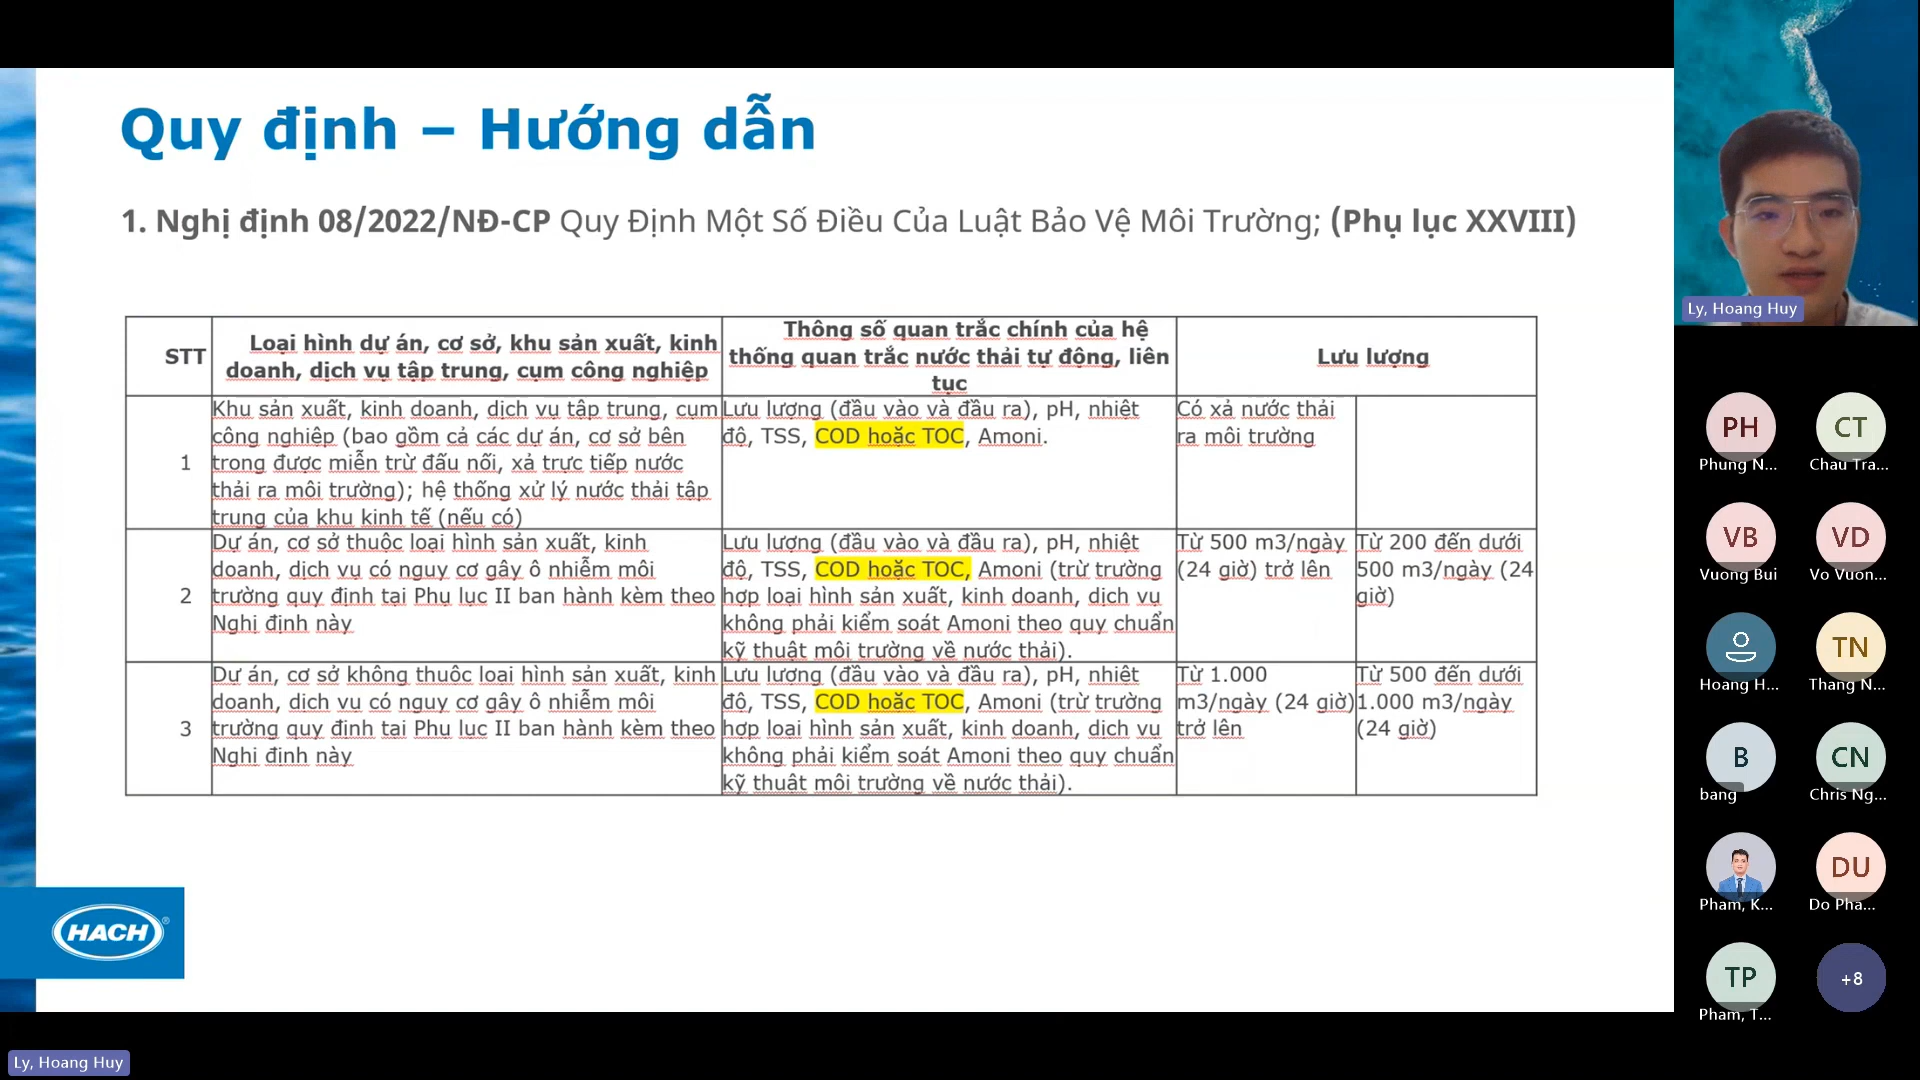 Quy định – Hướng dẫn
1. Nghị định 08/2022/NĐ-CP Quy Định Một Số Điều Của Luật Bảo Vệ Môi Trường; (Phụ lục XXVIII)
STT
Loại hình dự án, cơ sở, khu sản xuất, kinh
doanh, dịch vụ tập trung, cụm công nghiệp
Thông số quan trắc chính của hệ
thống quan trắc nước thải tự động, liên
tục
Lưu lượng
1
Khu sản xuất, kinh doanh, dịch vụ tập trung, cụm
công nghiệp (bao gồm cả các dự án, cơ sở bên
trong được miễn trừ đấu nối, xả trực tiếp nước
thải ra môi trường); hệ thống xử lý nước thải tập
trung của khu kinh tế (nếu có)
Lưu lượng (đầu vào và đầu ra), pH, nhiệt
độ, TSS, COD hoặc TOC, Amoni.
Có xả nước thải
ra môi trường
2
Dự án, cơ sở thuộc loại hình sản xuất, kinh
doanh, dịch vụ có nguy cơ gây ô nhiễm môi
trường quy định tại Phụ lục II ban hành kèm theo
Nghị định này
Lưu lượng (đầu vào và đầu ra), pH, nhiệt
độ, TSS, COD hoặc TOC, Amoni (trừ trường
hợp loại hình sản xuất, kinh doanh, dịch vụ
không phải kiểm soát Amoni theo quy chuẩn
kỹ thuật môi trường về nước thải).
Từ 500 m3/ngày
(24 giờ) trở lên
Từ 200 đến dưới
500 m3/ngày (24
giờ)
3
Dự án, cơ sở không thuộc loại hình sản xuất, kinh
doanh, dịch vụ có nguy cơ gây ô nhiễm môi
trường quy định tại Phụ lục II ban hành kèm theo
Nghị định này
Lưu lượng (đầu vào và đầu ra), pH, nhiệt
độ, TSS, COD hoặc TOC, Amoni (trừ trường
hợp loại hình sản xuất, kinh doanh, dịch vụ
không phải kiểm soát Amoni theo quy chuẩn
kỹ thuật môi trường về nước thải).
Từ 1.000
m3/ngày (24 giờ)
trở lên
Từ 500 đến dưới
1.000 m3/ngày
(24 giờ)
HACH®
Ly, Hoang Huy
Ly, Hoang Huy
PH
Phung N...
CT
Chau Tra...
VB
Vuong Bui
VD
Vo Vuon...
Hoang H...
TN
Thang N...
B
bang
CN
Chris Ng...
Pham, K...
DU
Do Pha...
TP
Pham, T...
+8